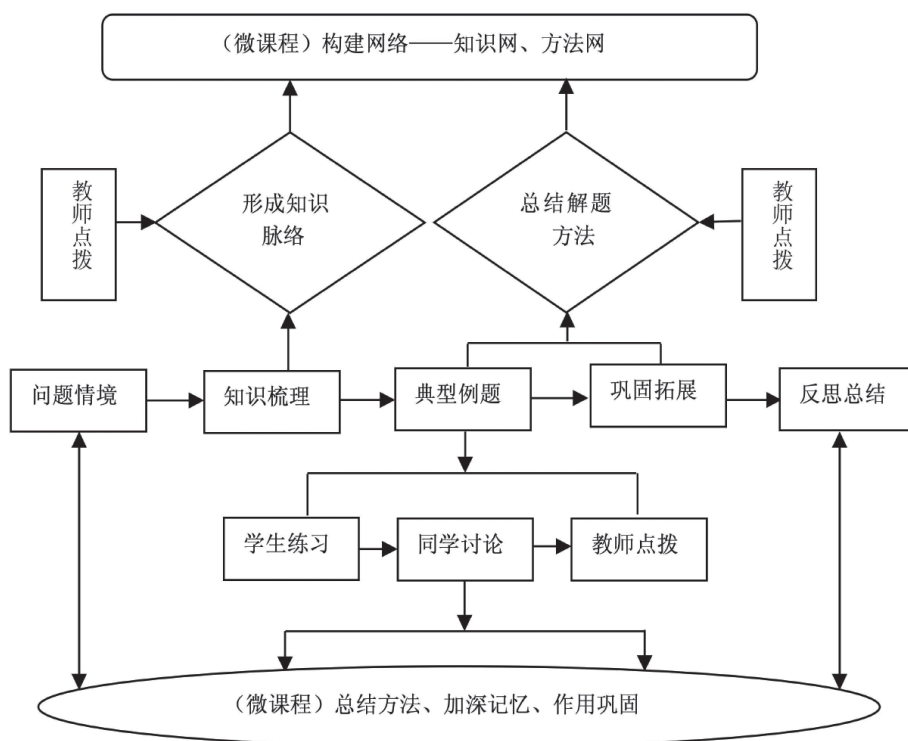 （微课程）构建网络——知识网、方法网
教师点拨
形成知识
脉络
总结解题
方法
教师点拨
问题情境
知识梳理
典型例题
巩固拓展
反思总结
学生练习
同学讨论
教师点拨
（微课程）总结方法、加深记忆、作用巩固